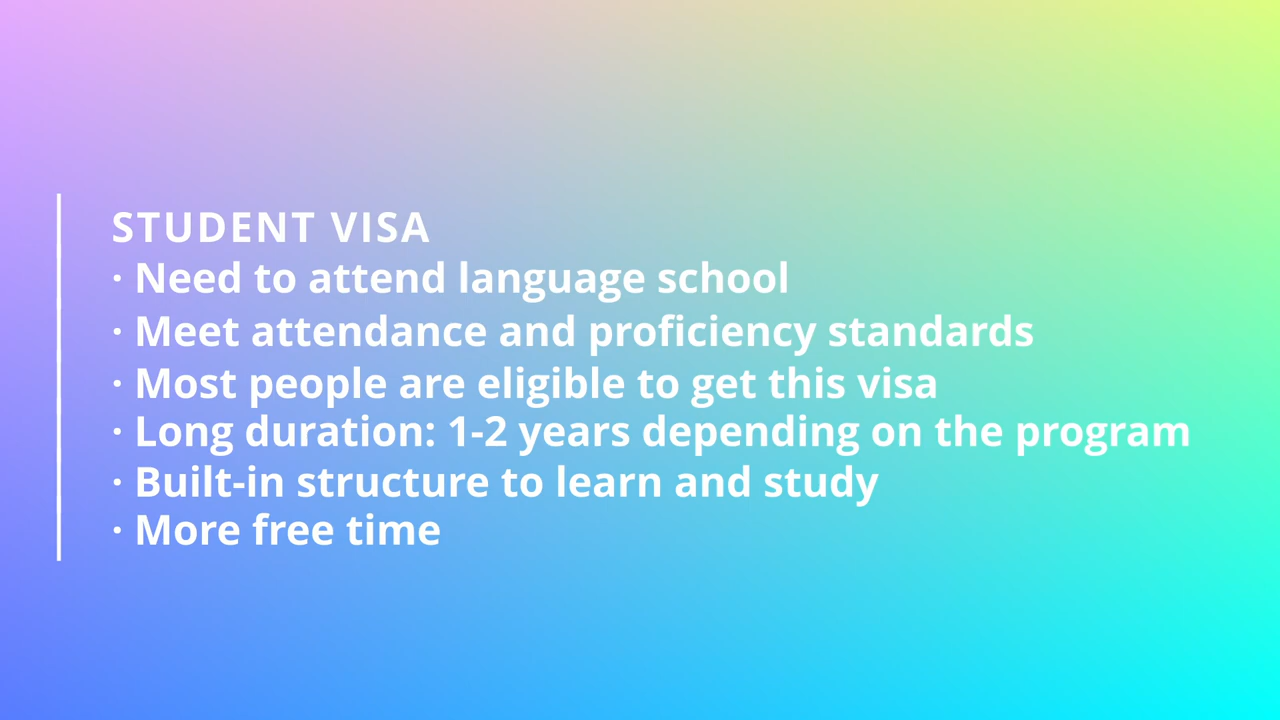 STUDENT VISA
· Need to attend language school
· Meet attendance and proficiency standards
· Most people are eligible to get this visa
· Long duration: 1-2 years depending on the program
· Built-in structure to learn and study
· More free time